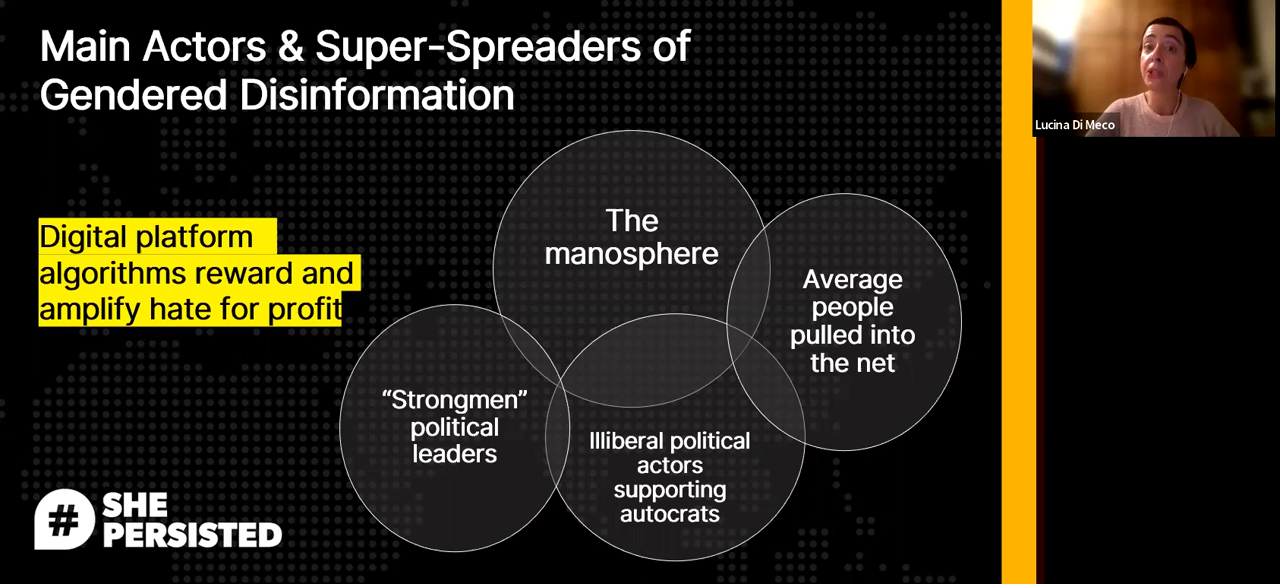 Main Actors & Super-Spreaders of
Gendered Disinformation
Digital platform
algorithms reward and
amplify hate for profit
The
manosphere
Average
people
pulled into
the net
“Strongmen”
political
leaders
Illiberal political
actors
supporting
autocrats
# SHE
PERSISTED
Lucina Di Meco